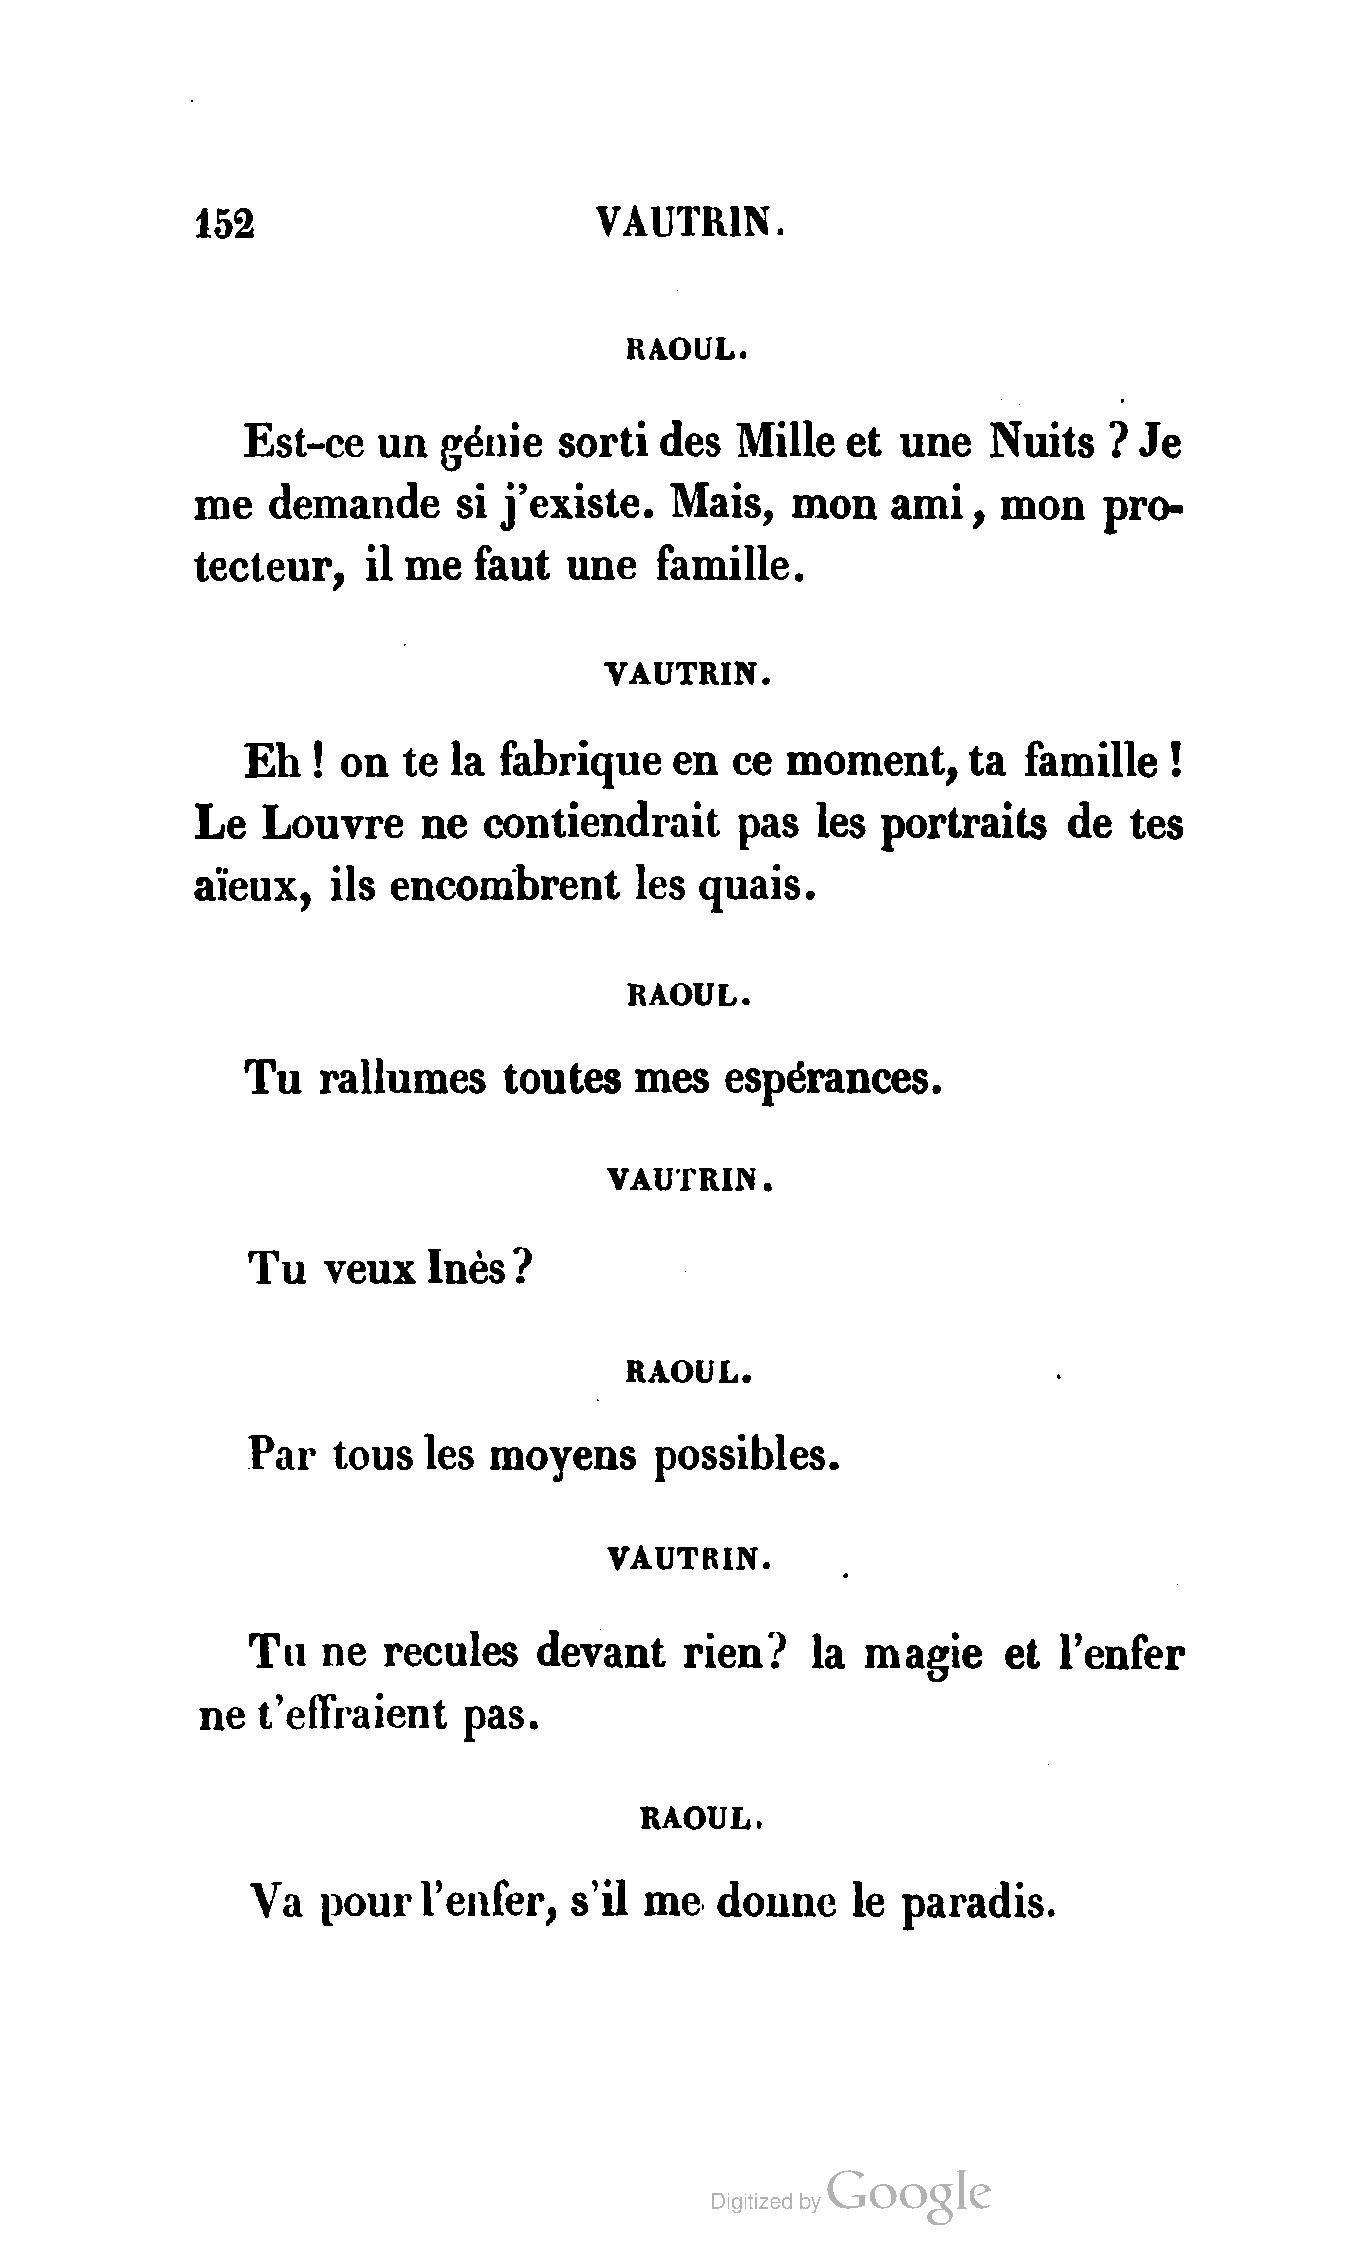 152 VAUTRIN.
RAOUL.
Est-ce un génie sorti des Mille et une Nuits ? Je
me demande si j'existe. Mais, mon ami, mon pro-
tecteur, il me faut une famille.
VAUTRIN.
Eh ! on te la fabrique en ce moment, ta famille !
Le Louvre ne contiendrait pas les portraits de tes
aïeux, ils encombrent les quais.
RAOUL.
Tu rallumes toutes mes espérances.
VAUTRIN.
Tu veux Inès ?
RAOUL.
Par tous les moyens possibles.
VAUTRIN.
Tu ne recules devant rien? la magie et l'enfer
ne t'effraient pas.
RAOUL.
Va pour l'enfer, s'il me donne le paradis.
Digitized by Google